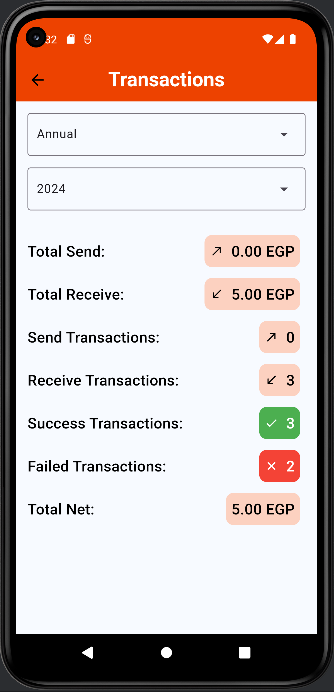 Transactions
Annual
2024
Total Send: 0.00 EGP
Total Receive: 5.00 EGP
Send Transactions: 0
Receive Transactions: 3
Success Transactions: 3
Failed Transactions: 2
Total Net: 5.00 EGP